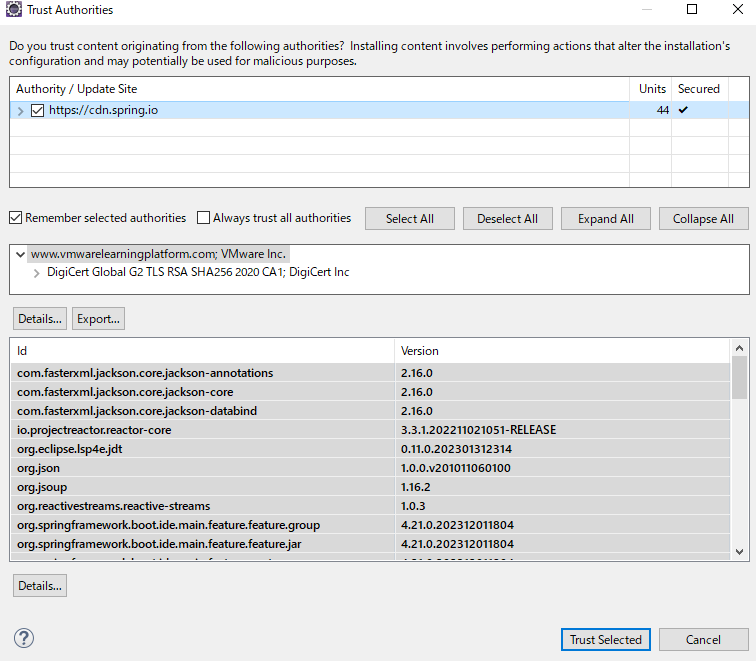 Trust Authorities
Do you trust content originating from the following authorities?  Installing content involves performing actions that alter the installation's
configuration and may potentially be used for malicious purposes.
Authority / Update Site Units Secured
https://cdn.spring.io 44 ✔
Remember selected authorities Always trust all authorities Select All Deselect All Expand All Collapse All
www.vmwarelearningplatform.com; VMware Inc.
DigiCert Global G2 TLS RSA SHA256 2020 CA1; DigiCert Inc
Details... Export...
Id Version
com.fasterxml.jackson.core.jackson-annotations 2.16.0
com.fasterxml.jackson.core.jackson-core 2.16.0
com.fasterxml.jackson.core.jackson-databind 2.16.0
io.projectreactor.reactor-core 3.3.1.202211021051-RELEASE
org.eclipse.lsp4e.jdt 0.11.0.202301312314
org.json 1.0.0.v201011060100
org.jsoup 1.16.2
org.reactivestreams.reactive-streams 1.0.3
org.springframework.boot.ide.main.feature.feature.group 4.21.0.202312011804
org.springframework.boot.ide.main.feature.feature.jar 4.21.0.202312011804
Details...
? Trust Selected Cancel